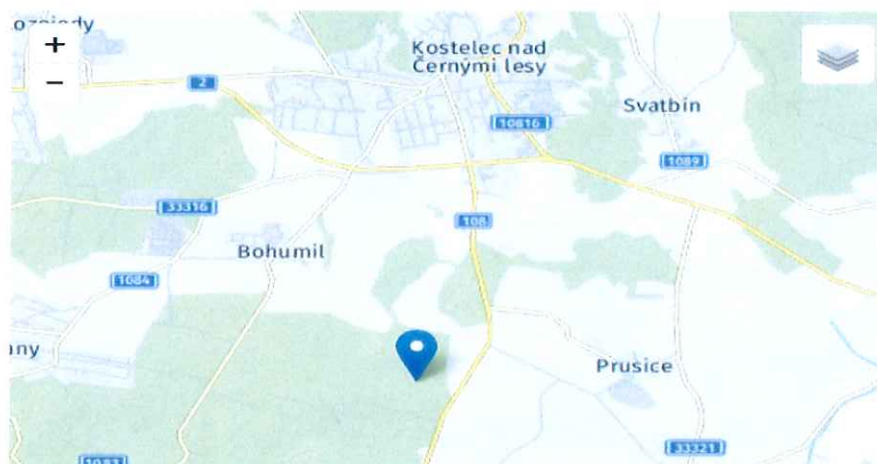 +
−
Kostelec nad
Černými lesy
2
10816
Svatbín
1089
33316
108
Bohumil
1084
Prusice
33321